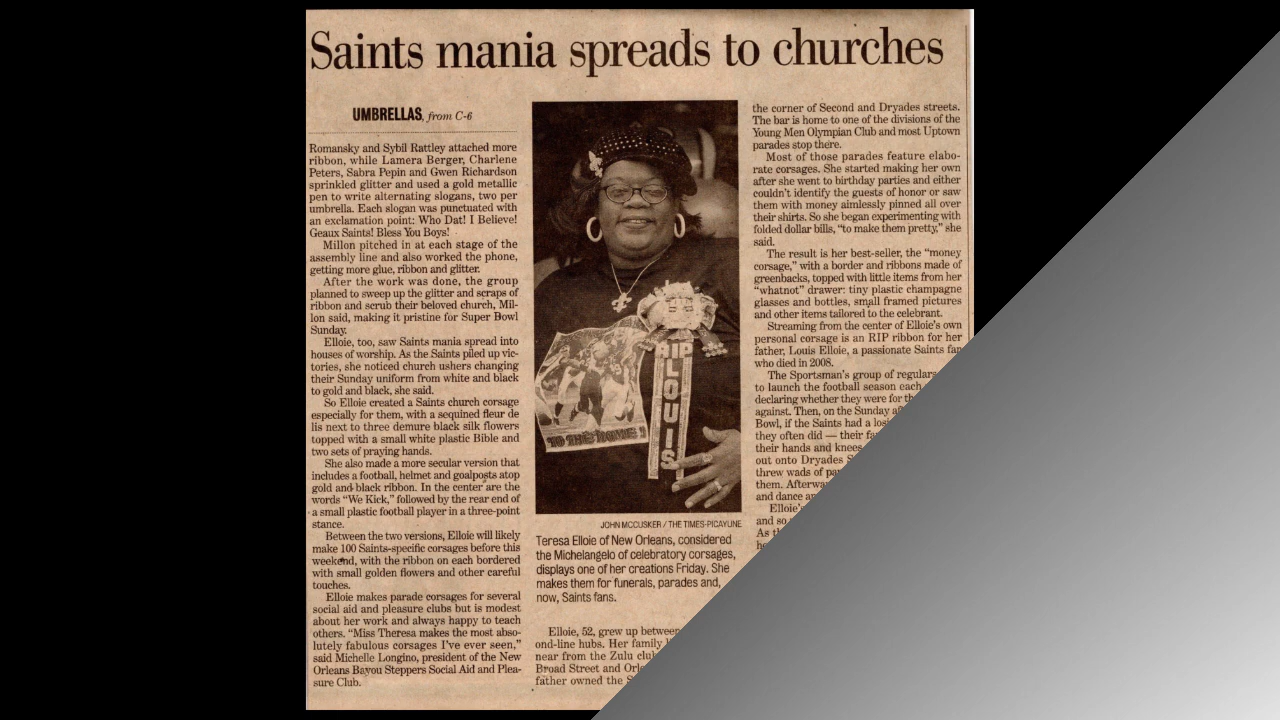 Saints mania spreads to churches
UMBRELLAS, from C-6
Romansky and Sybil Rattley attached more
ribbon, while Lamera Berger, Charlene
Peters, Sabra Pepin and Gwen Richardson
sprinkled glitter and used a gold metallic
pen to write alternating slogans, two per
umbrella. Each slogan was punctuated with
an exclamation point: Who Dat! I Believe!
Geaux Saints! Bless You Boys!
Millon pitched in at each stage of the
assembly line and also worked the phone,
getting more glue, ribbon and glitter.
After the work was done, the group
planned to sweep up the glitter and scraps of
ribbon and scrub their beloved church, Mil-
lon said, making it pristine for Super Bowl
Sunday.
Elloie, too, saw Saints mania spread into
houses of worship. As the Saints piled up vic-
tories, she noticed church ushers changing
their Sunday uniform from white and black
to gold and black, she said.
So Elloie created a Saints church corsage
especially for them, with a sequined fleur de
lis next to three demure black silk flowers
topped with a small white plastic Bible and
two sets of praying hands.
She also made a more secular version that
includes a football, helmet and goalposts atop
gold and black ribbon. In the center are the
words “We Kick,” followed by the rear end of
a small plastic football player in a three-point
stance.
Between the two versions, Elloie will likely
make 100 Saints-specific corsages before this
weekend, with the ribbon on each bordered
with small golden flowers and other careful
touches.
Elloie makes parade corsages for several
social aid and pleasure clubs but is modest
about her work and always happy to teach
others. “Miss Theresa makes the most abso-
lutely fabulous corsages I've ever seen,”
said Michelle Longino, president of the New
Orleans Bayou Steppers Social Aid and Plea-
sure Club.
RIP
LOUIS
TO THE DOME!
JOHN MCCUSKER / THE TIMES-PICAYUNE
Teresa Elloie of New Orleans, considered
the Michelangelo of celebratory corsages,
displays one of her creations Friday. She
makes them for funerals, parades and,
now, Saints fans.
Elloie, 52, grew up between
ond-line hubs. Her family
near from the Zulu club
Broad Street and
father owned the
the corner of Second and Dryades streets.
The bar is home to one of the divisions of the
Young Men Olympian Club and most Uptown
parades stop there.
Most of those parades feature elabo-
rate corsages. She started making her own
after she went to birthday parties and either
couldn't identify the guests of honor or saw
them with money aimlessly pinned all over
their shirts. So she began experimenting with
folded dollar bills, “to make them pretty,” she
said.
The result is her best-seller, the “money
corsage,” with a border and ribbons made of
greenbacks, topped with little items from her
“whatnot” drawer: tiny plastic champagne
glasses and bottles, small framed pictures
and other items tailored to the celebrant.
Streaming from the center of Elloie's own
personal corsage is an RIP ribbon for her
father, Louis Elloie, a passionate Saints fan
who died in 2008.
The Sportsman's group of regulars
to launch the football season each
declaring whether they were for
against. Then, on the Sunday
Bowl, if the Saints had a
they often did — their
their hands and knees
out onto Dryades
threw wads of
them.
and dance
Elloie's
and so
As